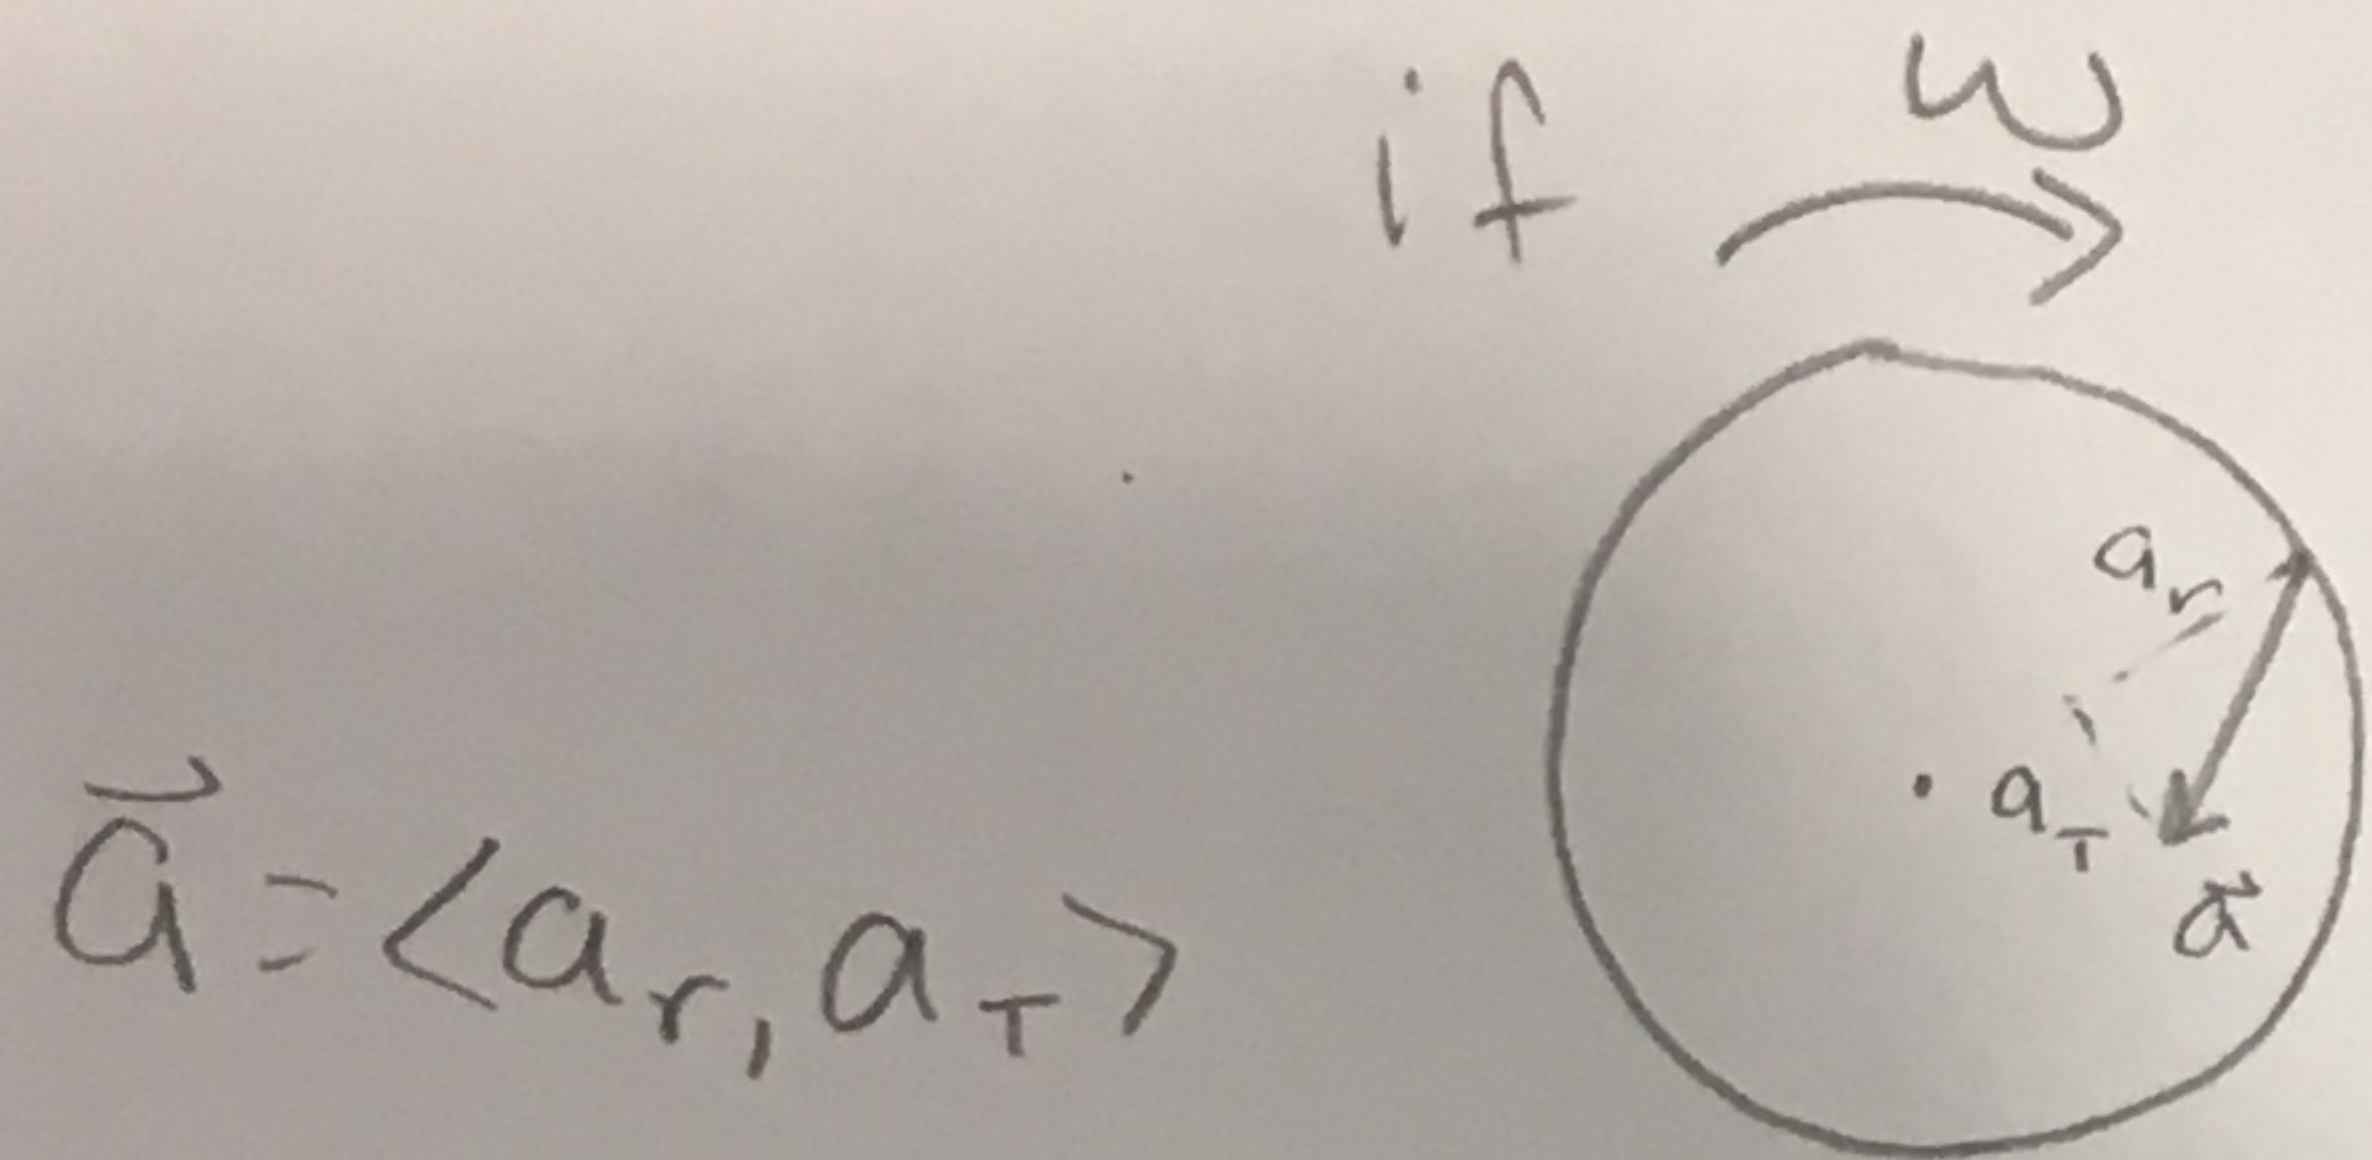 if ω
a_r
a_T
a⃗
a⃗ = <a_r, a_T>